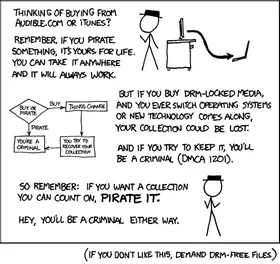 THINKING OF BUYING FROM
AUDIBLE.COM OR ITUNES?
REMEMBER, IF YOU PIRATE
SOMETHING, IT'S YOURS FOR LIFE.
YOU CAN TAKE IT ANYWHERE
AND IT WILL ALWAYS WORK.
BUY OR
PIRATE
BUY
THINGS CHANGE
PIRATE
YOU'RE A
CRIMINAL
YOU TRY TO
RECOVER YOUR
COLLECTION
BUT IF YOU BUY DRM-LOCKED MEDIA,
AND YOU EVER SWITCH OPERATING SYSTEMS
OR NEW TECHNOLOGY COMES ALONG,
YOUR COLLECTION COULD BE LOST.
AND IF YOU TRY TO KEEP IT, YOU'LL
BE A CRIMINAL (DMCA 1201).
SO REMEMBER: IF YOU WANT A COLLECTION
YOU CAN COUNT ON, PIRATE IT.
HEY, YOU'LL BE A CRIMINAL EITHER WAY.
(IF YOU DON'T LIKE THIS, DEMAND DRM-FREE FILES)